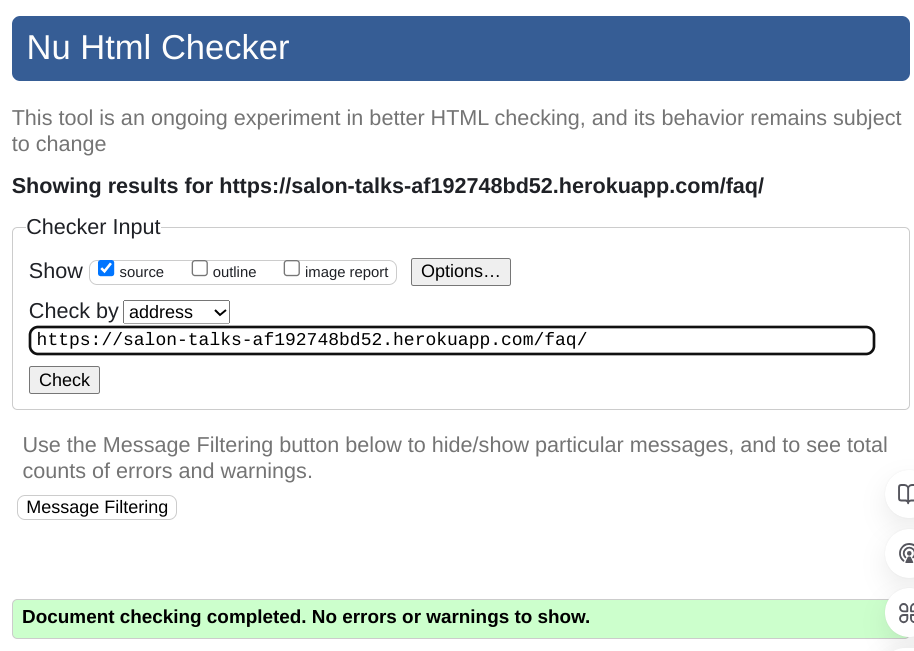 Nu Html Checker
This tool is an ongoing experiment in better HTML checking, and its behavior remains subject
to change
Showing results for https://salon-talks-af192748bd52.herokuapp.com/faq/
Checker Input
Show source outline image report Options...
Check by address
https://salon-talks-af192748bd52.herokuapp.com/faq/
Check
Use the Message Filtering button below to hide/show particular messages, and to see total
counts of errors and warnings.
Message Filtering
Document checking completed. No errors or warnings to show.